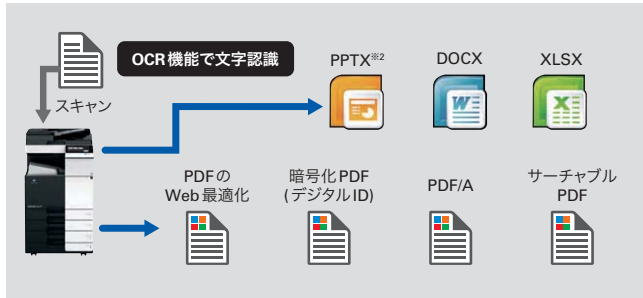 OCR機能で文字認識
スキャン
PPTX※2
DOCX
XLSX
PDFの
Web最適化
暗号化PDF
(デジタルID)
PDF/A
サーチャブル
PDF